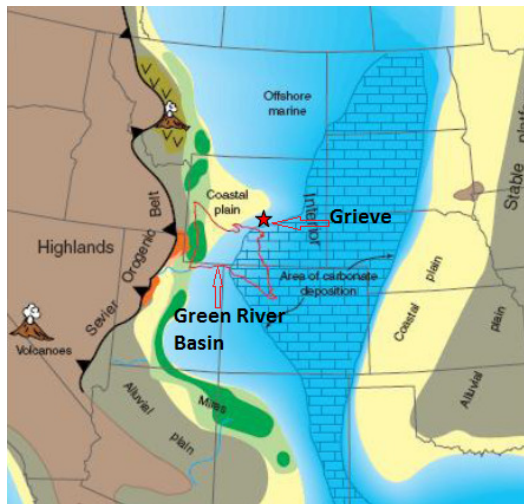 Offshore
marine
Stable platf
Coastal
plain
Interior
Grieve
Highlands
Sevier Orogenic Belt
Area of carbonate
deposition
Coastal plain
Green River
Basin
Volcanoes
Alluvial
plain
Mires
Alluvial plain